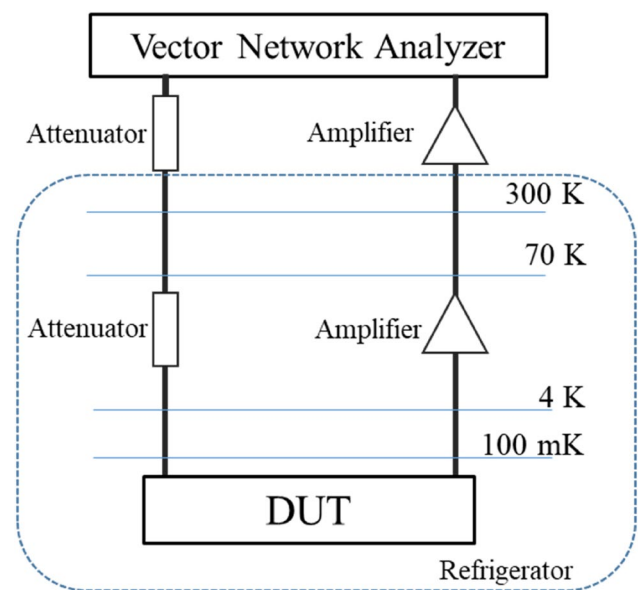 Vector Network Analyzer
Attenuator
Amplifier
300 K
70 K
Attenuator
Amplifier
4 K
100 mK
DUT
Refrigerator